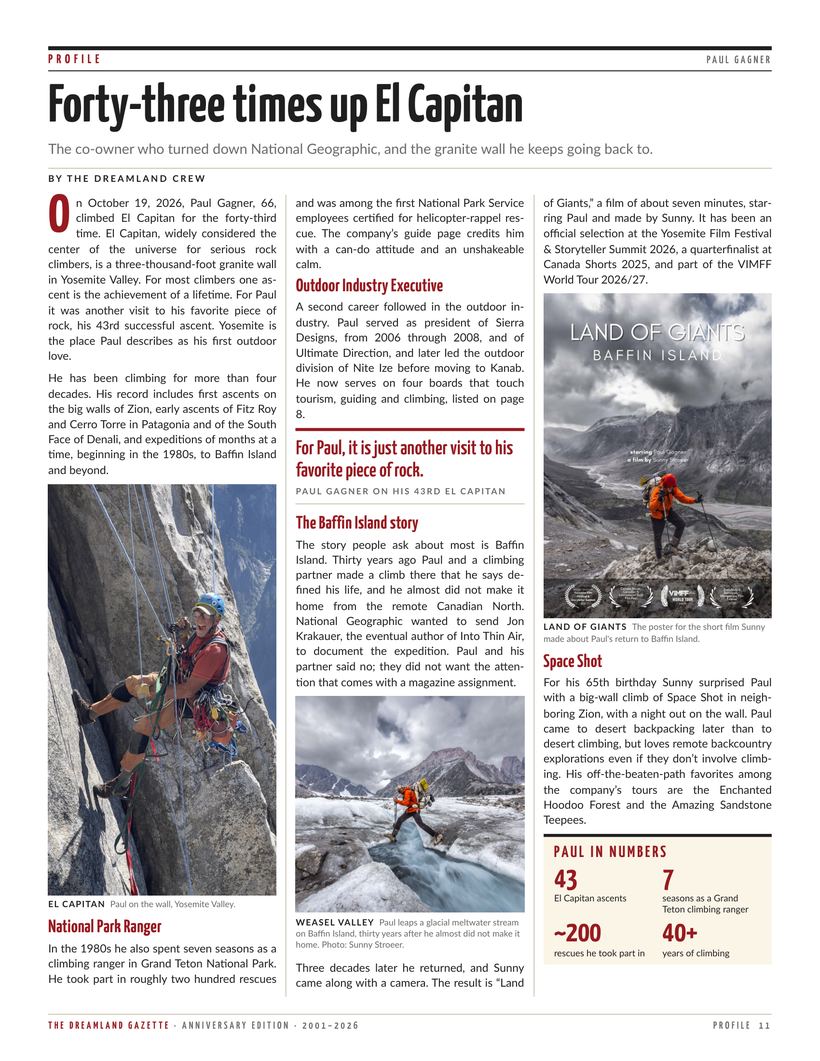 PROFILE
PAUL GAGNER
Forty-three times up El Capitan
The co-owner who turned down National Geographic, and the granite wall he keeps going back to.
BY THE DREAMLAND CREW
On October 19, 2026, Paul Gagner, 66,
climbed El Capitan for the forty-third
time. El Capitan, widely considered the
center of the universe for serious rock
climbers, is a three-thousand-foot granite wall
in Yosemite Valley. For most climbers one as-
cent is the achievement of a lifetime. For Paul
it was another visit to his favorite piece of
rock, his 43rd successful ascent. Yosemite is
the place Paul describes as his first outdoor
love.
He has been climbing for more than four
decades. His record includes first ascents on
the big walls of Zion, early ascents of Fitz Roy
and Cerro Torre in Patagonia and of the South
Face of Denali, and expeditions of months at a
time, beginning in the 1980s, to Baffin Island
and beyond.
EL CAPITAN Paul on the wall, Yosemite Valley.
National Park Ranger
In the 1980s he also spent seven seasons as a
climbing ranger in Grand Teton National Park.
He took part in roughly two hundred rescues
and was among the first National Park Service
employees certified for helicopter-rappel res-
cue. The company's guide page credits him
with a can-do attitude and an unshakeable
calm.
Outdoor Industry Executive
A second career followed in the outdoor in-
dustry. Paul served as president of Sierra
Designs, from 2006 through 2008, and of
Ultimate Direction, and later led the outdoor
division of Nite Ize before moving to Kanab.
He now serves on four boards that touch
tourism, guiding and climbing, listed on page
8.
For Paul, it is just another visit to his
favorite piece of rock.
PAUL GAGNER ON HIS 43RD EL CAPITAN
The Baffin Island story
The story people ask about most is Baffin
Island. Thirty years ago Paul and a climbing
partner made a climb there that he says de-
fined his life, and he almost did not make it
home from the remote Canadian North.
National Geographic wanted to send Jon
Krakauer, the eventual author of Into Thin Air,
to document the expedition. Paul and his
partner said no; they did not want the atten-
tion that comes with a magazine assignment.
WEASEL VALLEY Paul leaps a glacial meltwater stream
on Baffin Island, thirty years after he almost did not make it
home. Photo: Sunny Stroeer.
Three decades later he returned, and Sunny
came along with a camera. The result is “Land
of Giants,” a film of about seven minutes, star-
ring Paul and made by Sunny. It has been an
official selection at the Yosemite Film Festival
& Storyteller Summit 2026, a quarterfinalist at
Canada Shorts 2025, and part of the VIMFF
World Tour 2026/27.
LAND OF GIANTS
BAFFIN ISLAND
starring Paul Gagner
a film by Sunny Stroeer
VIMFF
WORLD TOUR
LAND OF GIANTS The poster for the short film Sunny
made about Paul's return to Baffin Island.
Space Shot
For his 65th birthday Sunny surprised Paul
with a big-wall climb of Space Shot in neigh-
boring Zion, with a night out on the wall. Paul
came to desert backpacking later than to
desert climbing, but loves remote backcountry
explorations even if they don't involve climb-
ing. His off-the-beaten-path favorites among
the company's tours are the Enchanted
Hoodoo Forest and the Amazing Sandstone
Teepees.
PAUL IN NUMBERS
43
El Capitan ascents
7
seasons as a Grand
Teton climbing ranger
~200
rescues he took part in
40+
years of climbing
THE DREAMLAND GAZETTE · ANNIVERSARY EDITION · 2001–2026
PROFILE 11